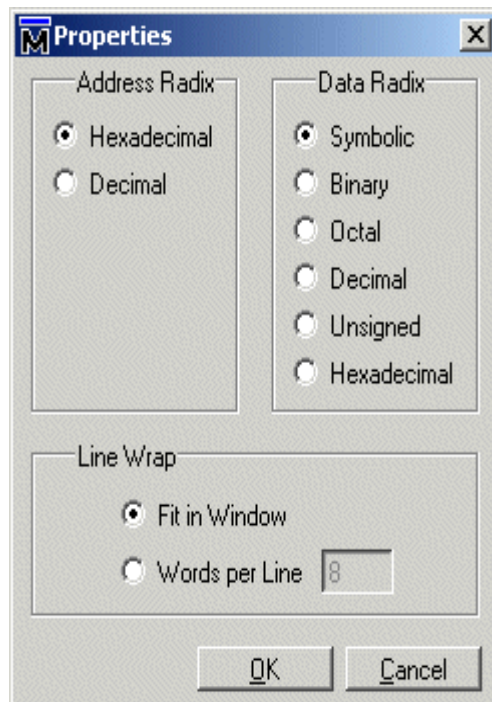 M Properties
Address Radix
Hexadecimal
Decimal
Data Radix
Symbolic
Binary
Octal
Decimal
Unsigned
Hexadecimal
Line Wrap
Fit in Window
Words per Line 8
OK Cancel